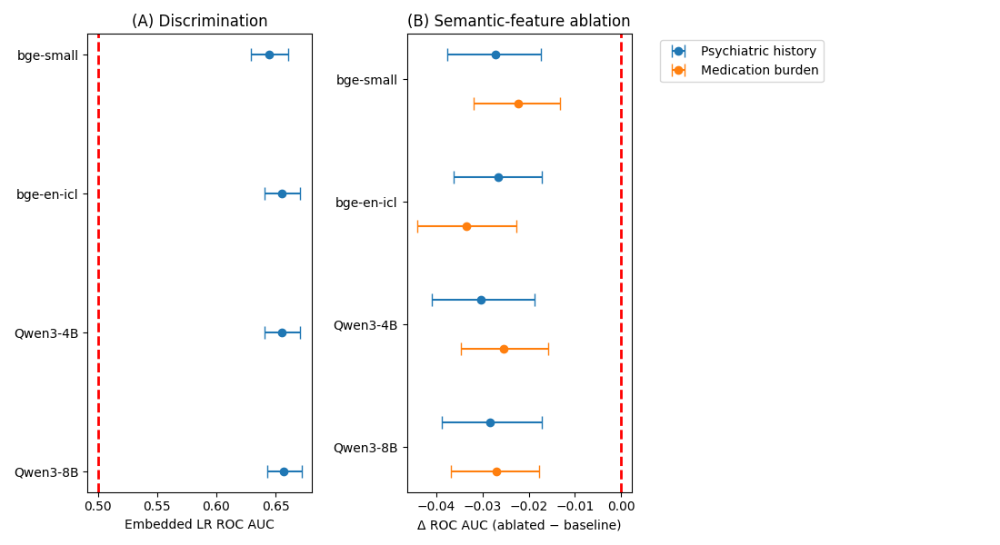 (A) Discrimination
bge-small
bge-en-icl
Qwen3-4B
Qwen3-8B
0.50 0.55 0.60 0.65
Embedded LR ROC AUC
(B) Semantic-feature ablation
bge-small
bge-en-icl
Qwen3-4B
Qwen3-8B
−0.04 −0.03 −0.02 −0.01 0.00
Δ ROC AUC (ablated − baseline)
Psychiatric history
Medication burden